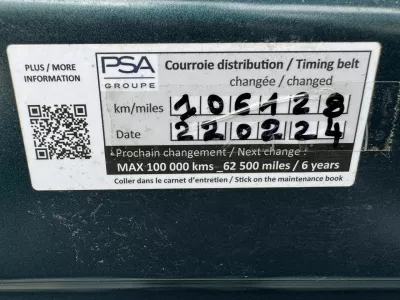 PLUS / MORE
INFORMATION
PSA
GROUPE
Courroie distribution / Timing belt
changée / changed
km/miles 106128
Date 220224
Prochain changement / Next change :
MAX 100 000 kms _62 500 miles / 6 years
Coller dans le carnet d'entretien / Stick on the maintenance book